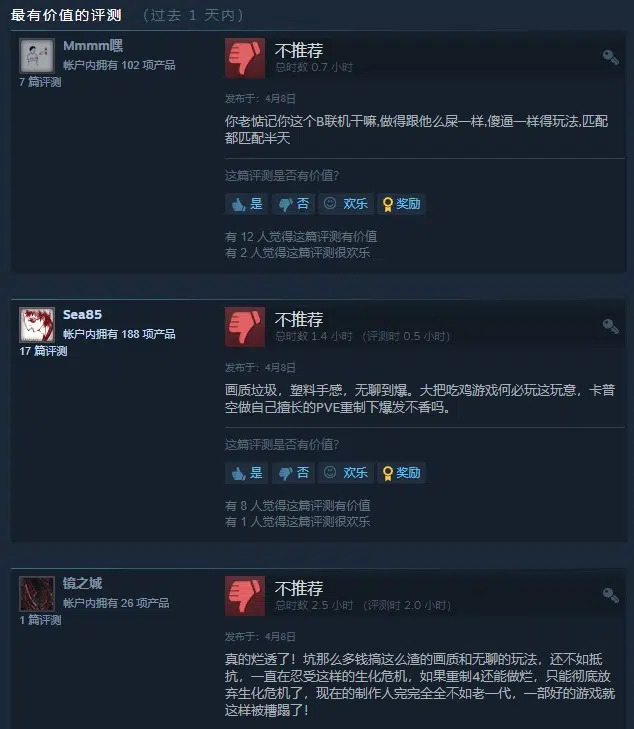 最有价值的评测 （过去 1 天内）
Mmmm嘿
帐户内拥有 102 项产品
7 篇评测
不推荐
总时数 0.7 小时
发布于：4月8日
你老惦记你这个B联机干嘛,做得跟他么屎一样,傻逼一样得玩法,匹配
都匹配半天
这篇评测是否有价值？
是 否 欢乐 奖励
有 12 人觉得这篇评测有价值
有 2 人觉得这篇评测很欢乐
Sea85
帐户内拥有 188 项产品
17 篇评测
不推荐
总时数 1.4 小时 （评测时 0.5 小时）
发布于：4月8日
画质垃圾，塑料手感，无聊到爆。大把吃鸡游戏何必玩这玩意，卡普
空做自己擅长的PVE重制下爆发不香吗。
这篇评测是否有价值？
是 否 欢乐 奖励
有 8 人觉得这篇评测有价值
有 1 人觉得这篇评测很欢乐
镜之城
帐户内拥有 26 项产品
1 篇评测
不推荐
总时数 2.5 小时 （评测时 2.0 小时）
发布于：4月8日
真的烂透了！坑那么多钱搞这么渣的画质和无聊的玩法，还不如抵
抗，一直在忍受这样的生化危机，如果重制4还能做烂，只能彻底放
弃生化危机了，现在的制作人完完全全不如老一代，一部好的游戏就
这样被糟蹋了！